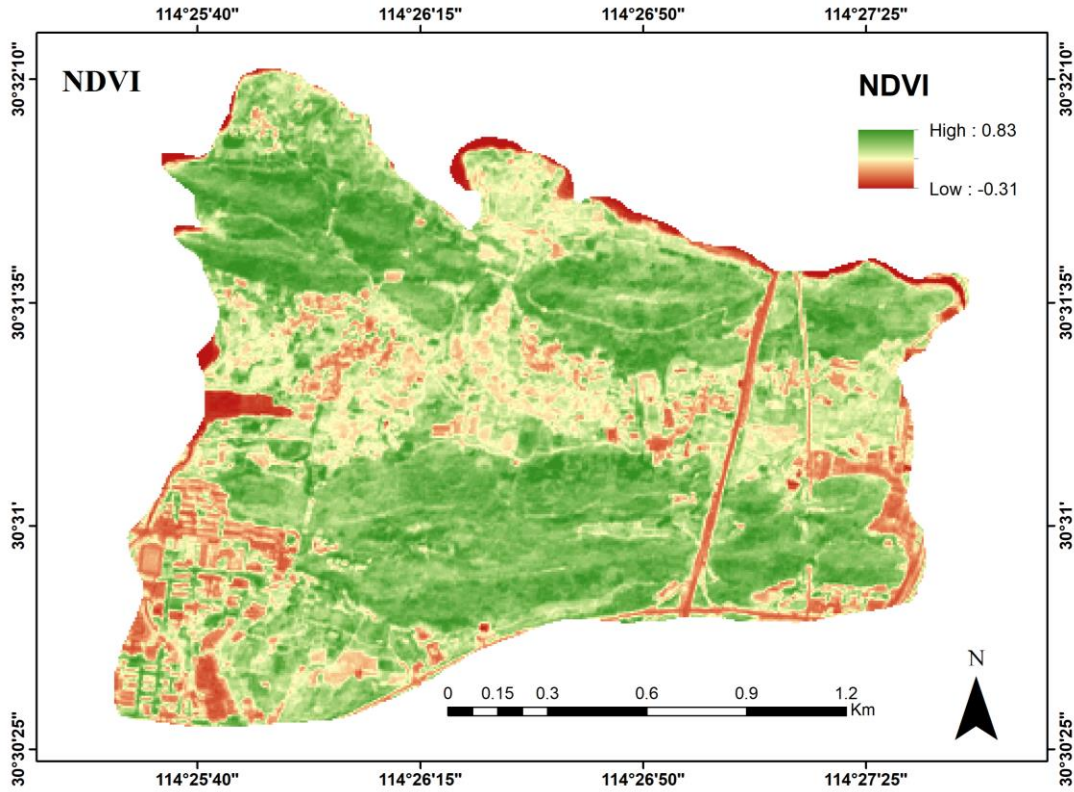 114°25'40" 114°26'15" 114°26'50" 114°27'25"
30°32'10" 30°32'10"
NDVI
NDVI
High : 0.83
Low : -0.31
30°31'35" 30°31'35"
30°31' 30°31'
N
0 0.15 0.3 0.6 0.9 1.2
Km
30°30'25" 30°30'25"
114°25'40" 114°26'15" 114°26'50" 114°27'25"